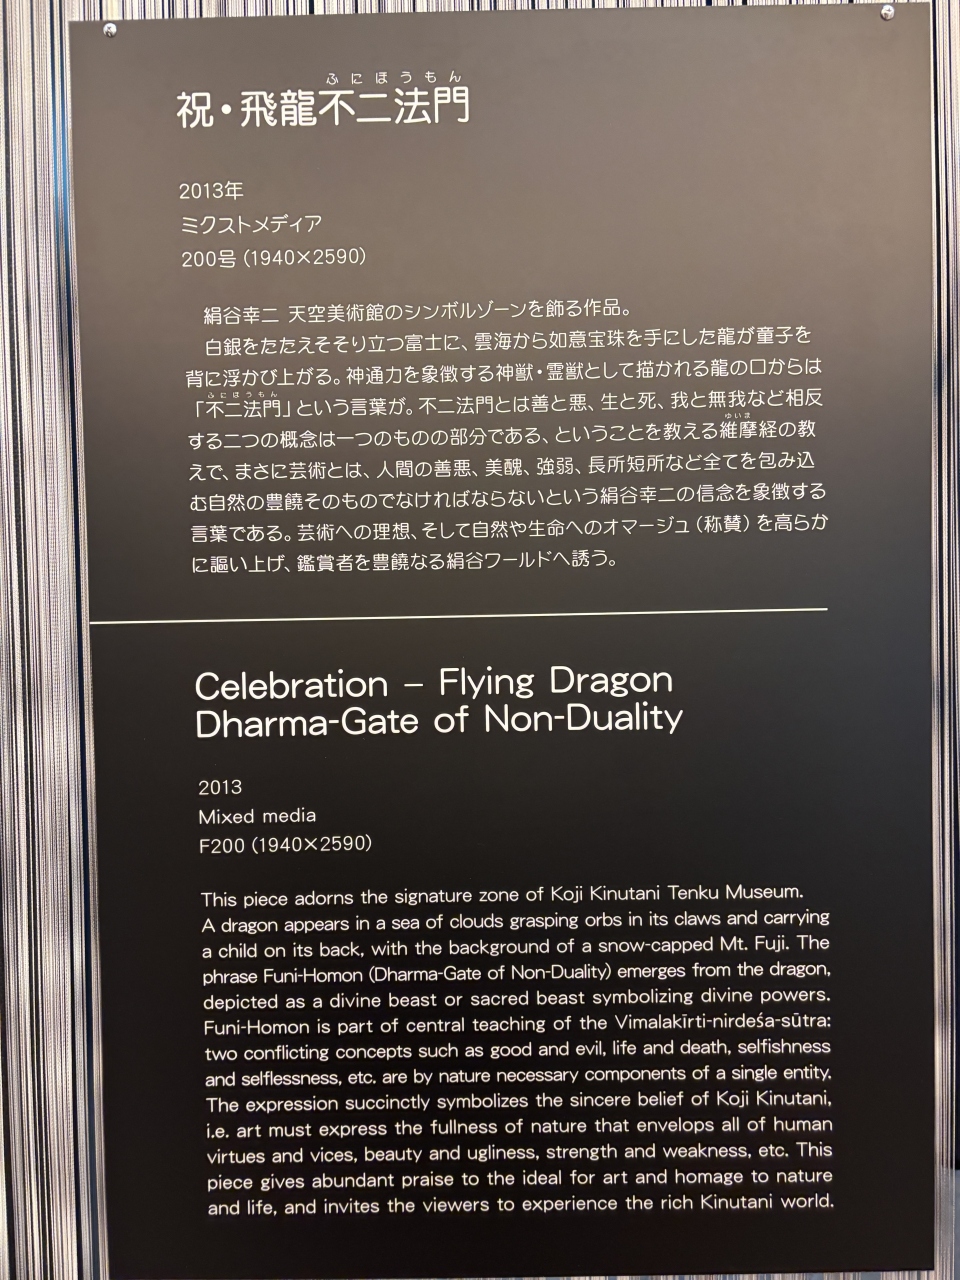 ふにほうもん
祝・飛龍不二法門
2013年
ミクストメディア
200号（1940×2590）
絹谷幸二 天空美術館のシンボルゾーンを飾る作品。
白銀をたたえそそり立つ富士に、雲海から如意宝珠を手にした龍が童子を
背に浮かび上がる。神通力を象徴する神獣・霊獣として描かれる龍の口からは
ふにほうもん
「不二法門」という言葉が。不二法門とは善と悪、生と死、我と無我など相反
ゆいま
する二つの概念は一つのものの部分である、ということを教える維摩経の教
えで、まさに芸術とは、人間の善悪、美醜、強弱、長所短所など全てを包み込
む自然の豊饒そのものでなければならないという絹谷幸二の信念を象徴する
言葉である。芸術への理想、そして自然や生命へのオマージュ（称賛）を高らか
に謳い上げ、鑑賞者を豊饒なる絹谷ワールドへ誘う。
Celebration – Flying Dragon
Dharma-Gate of Non-Duality
2013
Mixed media
F200 (1940×2590)
This piece adorns the signature zone of Koji Kinutani Tenku Museum.
A dragon appears in a sea of clouds grasping orbs in its claws and carrying
a child on its back, with the background of a snow-capped Mt. Fuji. The
phrase Funi-Homon (Dharma-Gate of Non-Duality) emerges from the dragon,
depicted as a divine beast or sacred beast symbolizing divine powers.
Funi-Homon is part of central teaching of the Vimalakīrti-nirdeśa-sūtra:
two conflicting concepts such as good and evil, life and death, selfishness
and selflessness, etc. are by nature necessary components of a single entity.
The expression succinctly symbolizes the sincere belief of Koji Kinutani,
i.e. art must express the fullness of nature that envelops all of human
virtues and vices, beauty and ugliness, strength and weakness, etc. This
piece gives abundant praise to the ideal for art and homage to nature
and life, and invites the viewers to experience the rich Kinutani world.